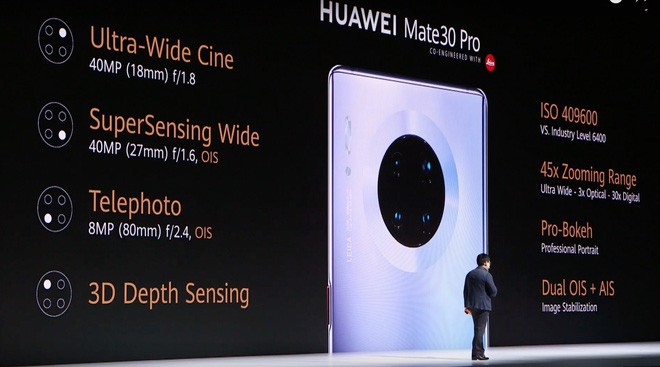 HUAWEI Mate30 Pro
CO-ENGINEERED WITH Leica
Ultra-Wide Cine
40MP (18mm) f/1.8
SuperSensing Wide
40MP (27mm) f/1.6, OIS
Telephoto
8MP (80mm) f/2.4, OIS
3D Depth Sensing
ISO 409600
VS. Industry Level 6400
45x Zooming Range
Ultra Wide - 3x Optical - 30x Digital
Pro-Bokeh
Professional Portrait
Dual OIS + AIS
Image Stabilization